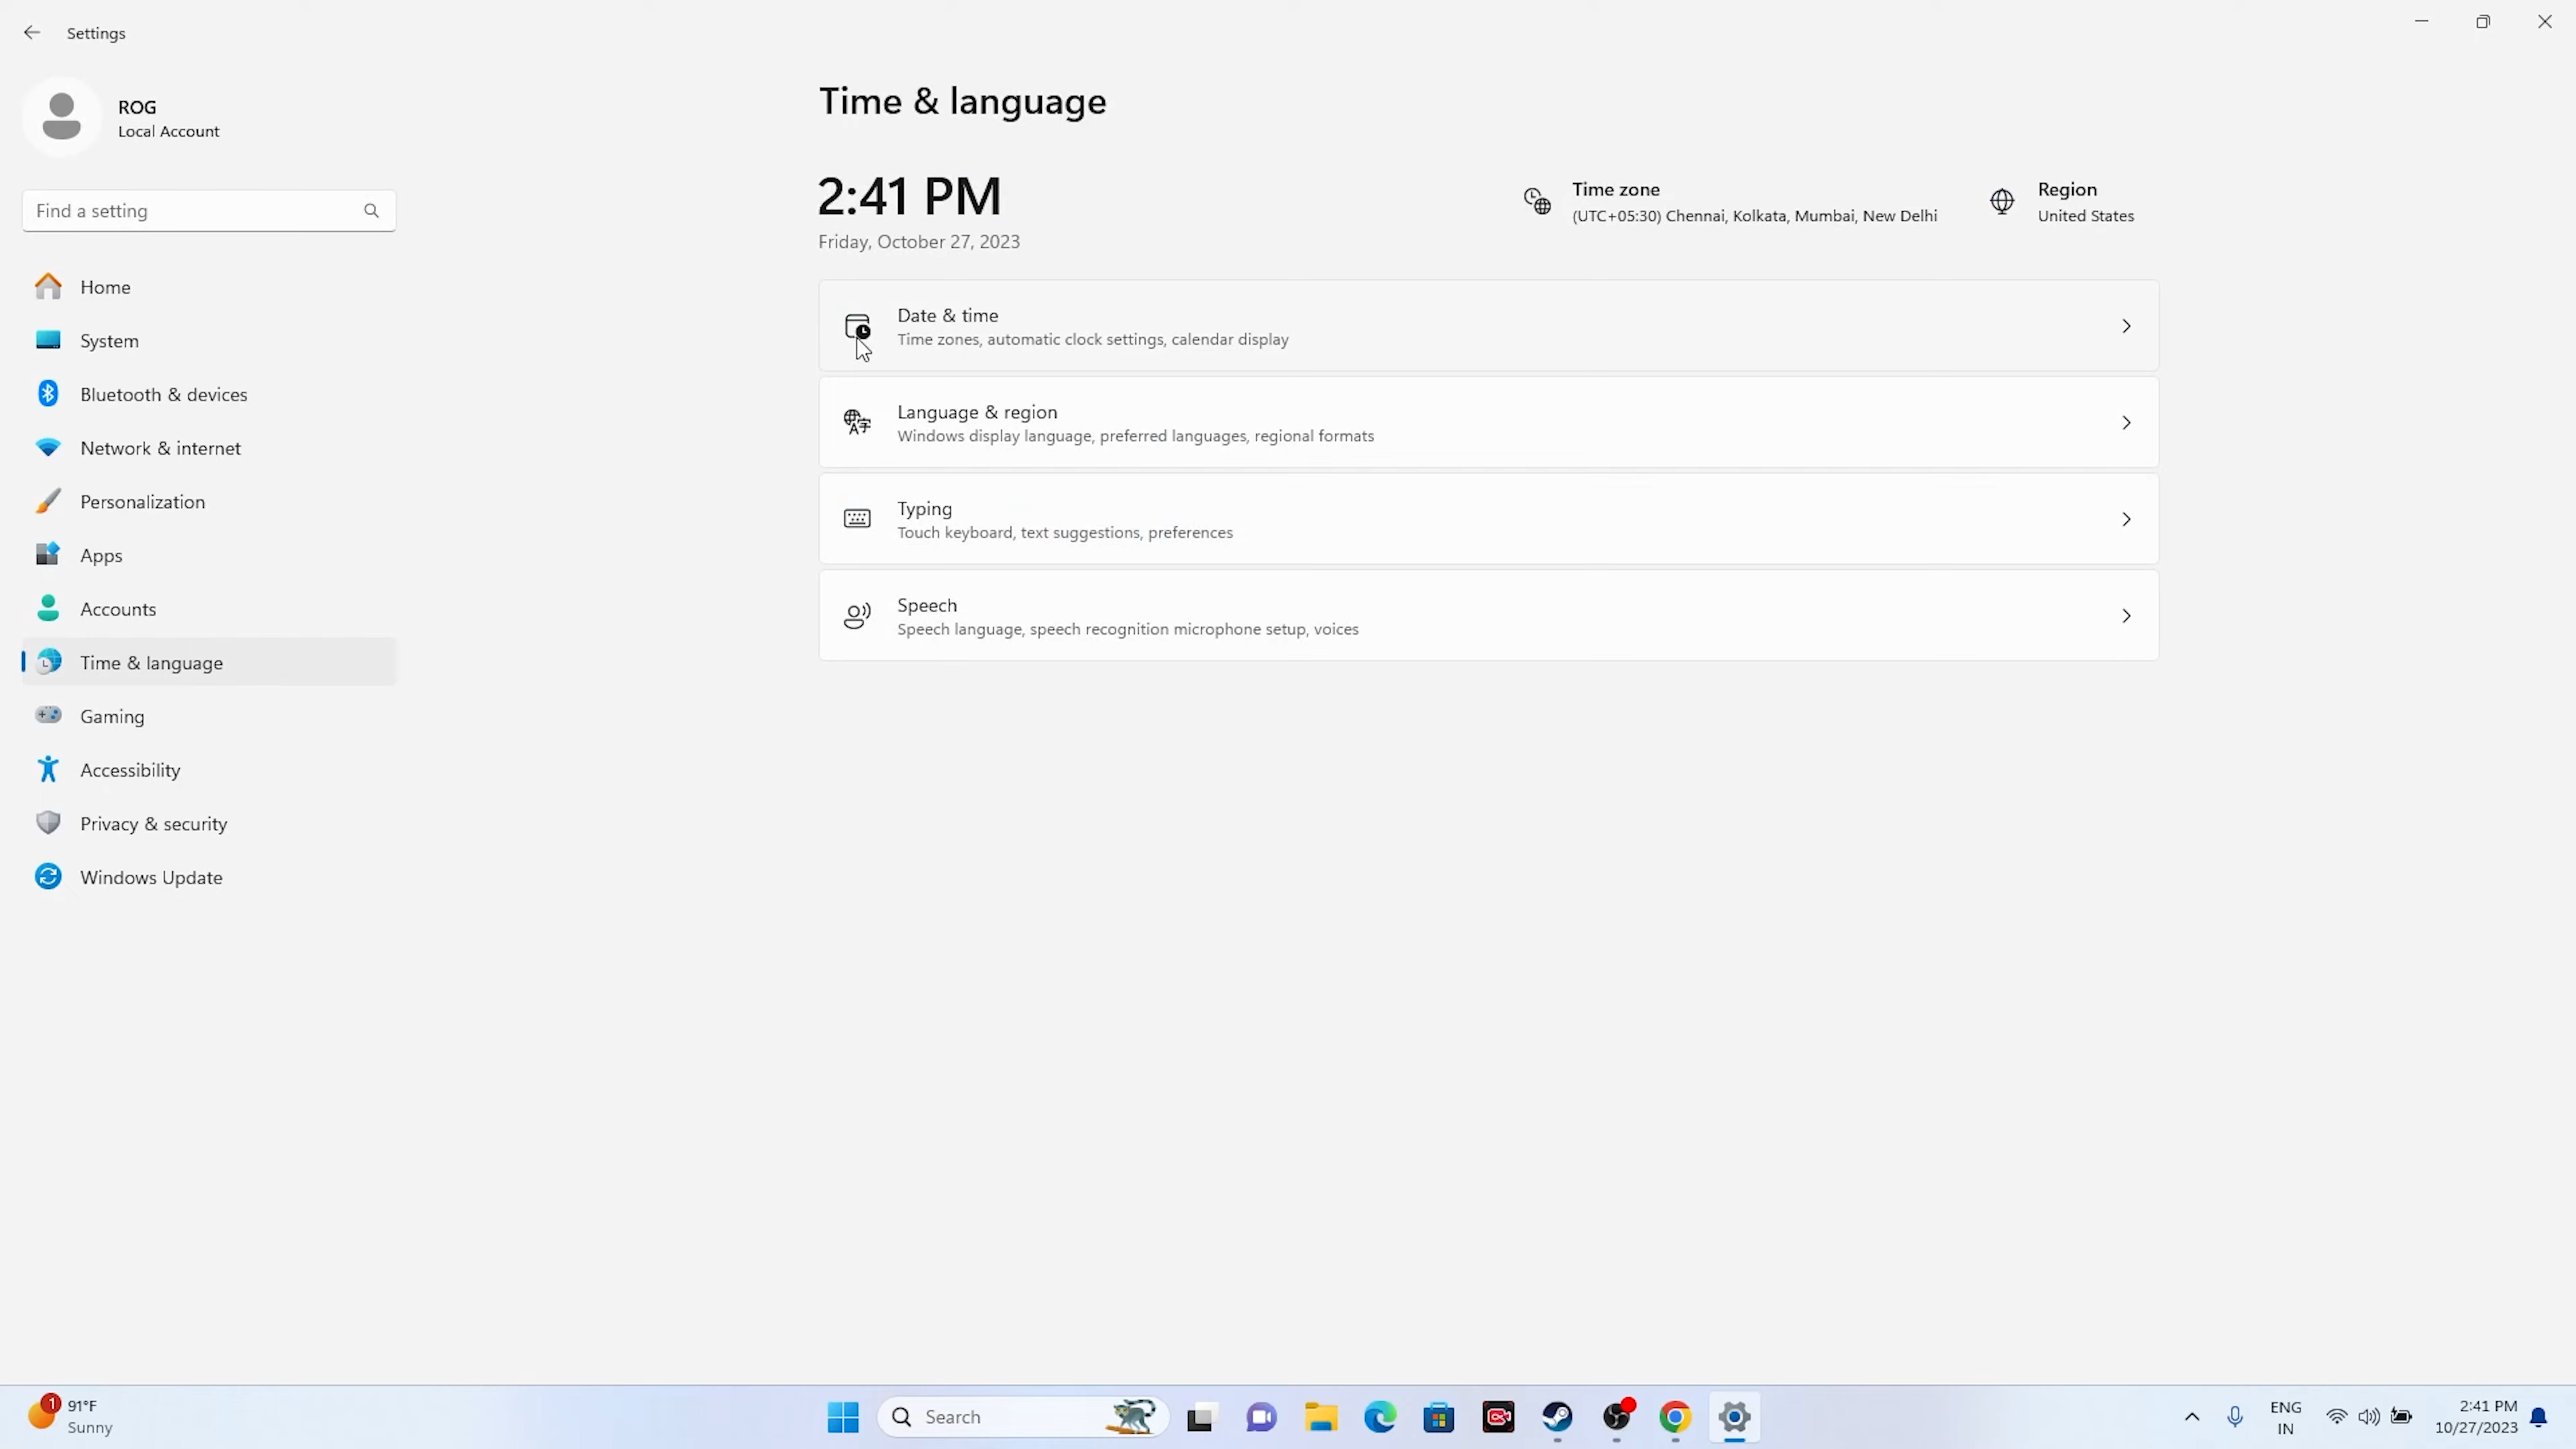 Settings
ROG
Local Account
Find a setting
Home
System
Bluetooth & devices
Network & internet
Personalization
Apps
Accounts
Time & language
Gaming
Accessibility
Privacy & security
Windows Update
Time & language
2:41 PM
Friday, October 27, 2023
Time zone
(UTC+05:30) Chennai, Kolkata, Mumbai, New Delhi
Region
United States
Date & time
Time zones, automatic clock settings, calendar display
Language & region
Windows display language, preferred languages, regional formats
Typing
Touch keyboard, text suggestions, preferences
Speech
Speech language, speech recognition microphone setup, voices
1
91°F
Sunny
Search
ENG
IN
2:41 PM
10/27/2023